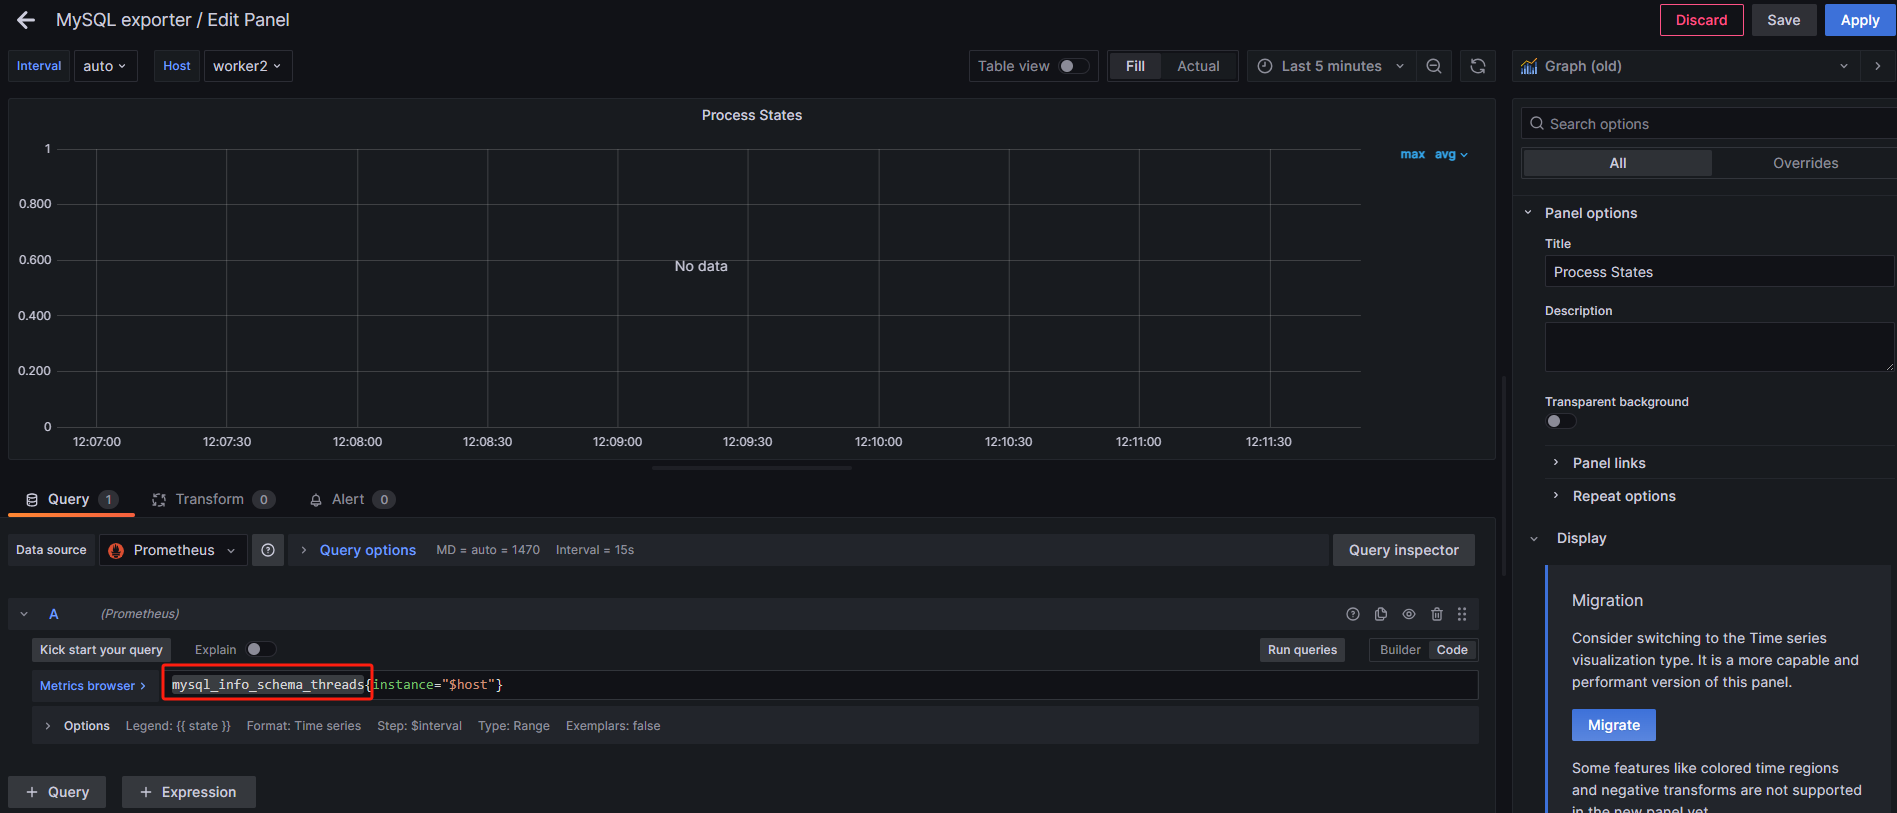 MySQL exporter / Edit Panel
Discard
Save
Apply
Interval
auto
Host
worker2
Table view
Fill
Actual
Last 5 minutes
Graph (old)
Process States
1
0.800
0.600
0.400
0.200
0
No data
max avg
12:07:00
12:07:30
12:08:00
12:08:30
12:09:00
12:09:30
12:10:00
12:10:30
12:11:00
12:11:30
Search options
All
Overrides
Panel options
Title
Process States
Description
Transparent background
Panel links
Repeat options
Display
Migration
Consider switching to the Time series
visualization type. It is a more capable and
performant version of this panel.
Migrate
Some features like colored time regions
and negative transforms are not supported
in the new panel yet
Query 1
Transform 0
Alert 0
Data source
Prometheus
Query options
MD = auto = 1470
Interval = 15s
Query inspector
A
(Prometheus)
Kick start your query
Explain
Run queries
Builder
Code
Metrics browser >
mysql_info_schema_threads{instance="$host"}
Options
Legend: {{ state }}
Format: Time series
Step: $interval
Type: Range
Exemplars: false
+ Query
+ Expression